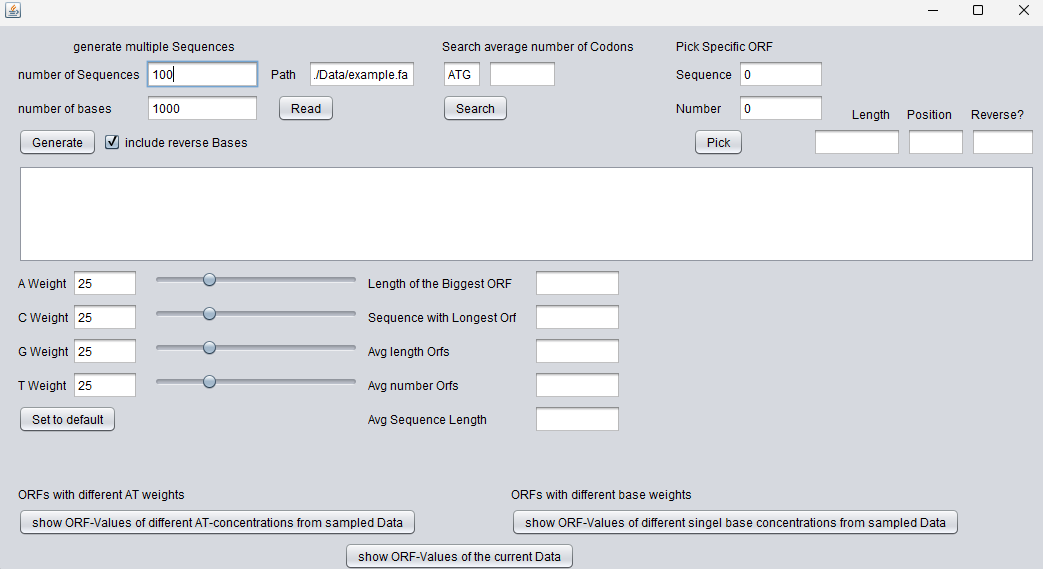 generate multiple Sequences Search average number of Codons Pick Specific ORF
number of Sequences 100 Path ./Data/example.fa ATG Sequence 0
number of bases 1000 Read Search Number 0 Length Position Reverse?
Generate include reverse Bases Pick
A Weight 25 Length of the Biggest ORF
C Weight 25 Sequence with Longest Orf
G Weight 25 Avg length Orfs
T Weight 25 Avg number Orfs
Set to default Avg Sequence Length
ORFs with different AT weights ORFs with different base weights
show ORF-Values of different AT-concentrations from sampled Data show ORF-Values of different singel base concentrations from sampled Data
show ORF-Values of the current Data